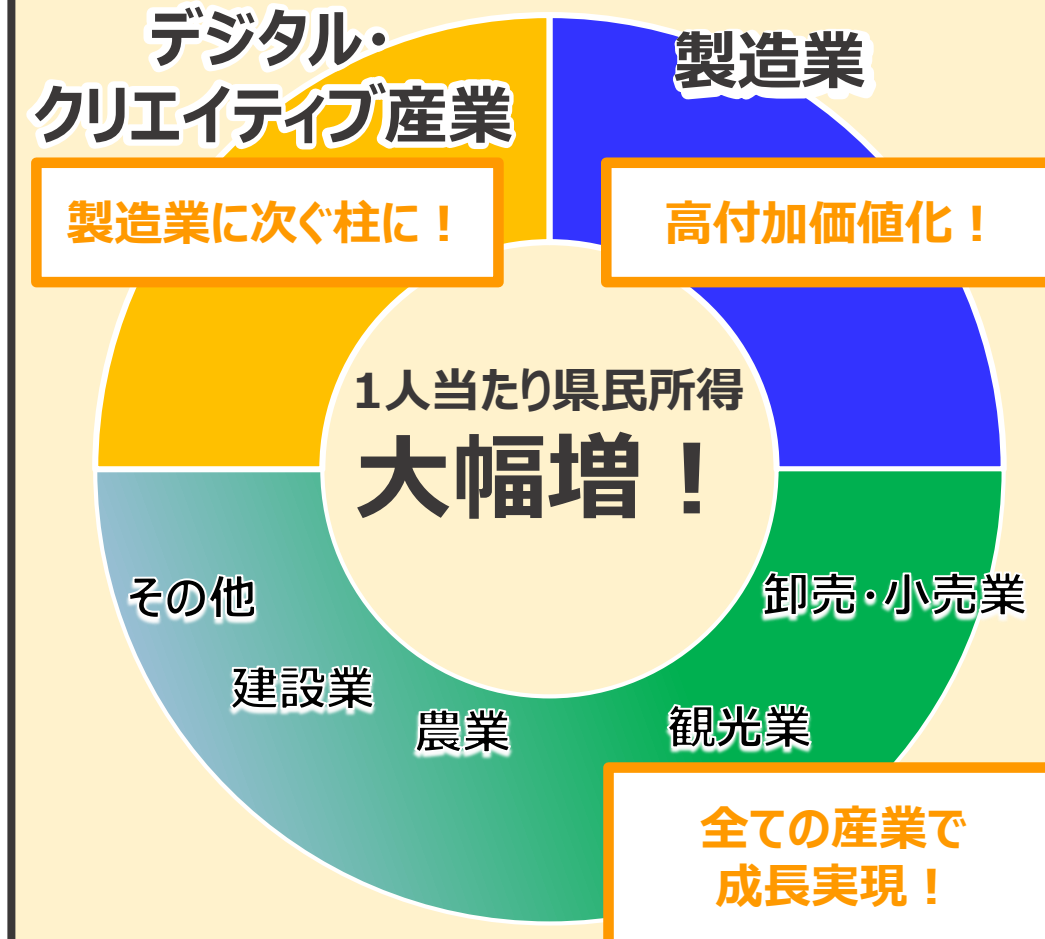 デジタル・
クリエイティブ産業
製造業
製造業に次ぐ柱に！
高付加価値化！
1人当たり県民所得
大幅増！
その他
建設業
農業
観光業
卸売・小売業
全ての産業で
成長実現！